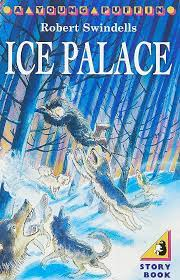 A YOUNG PUFFIN
Robert Swindells
ICE PALACE
STORY
BOOK